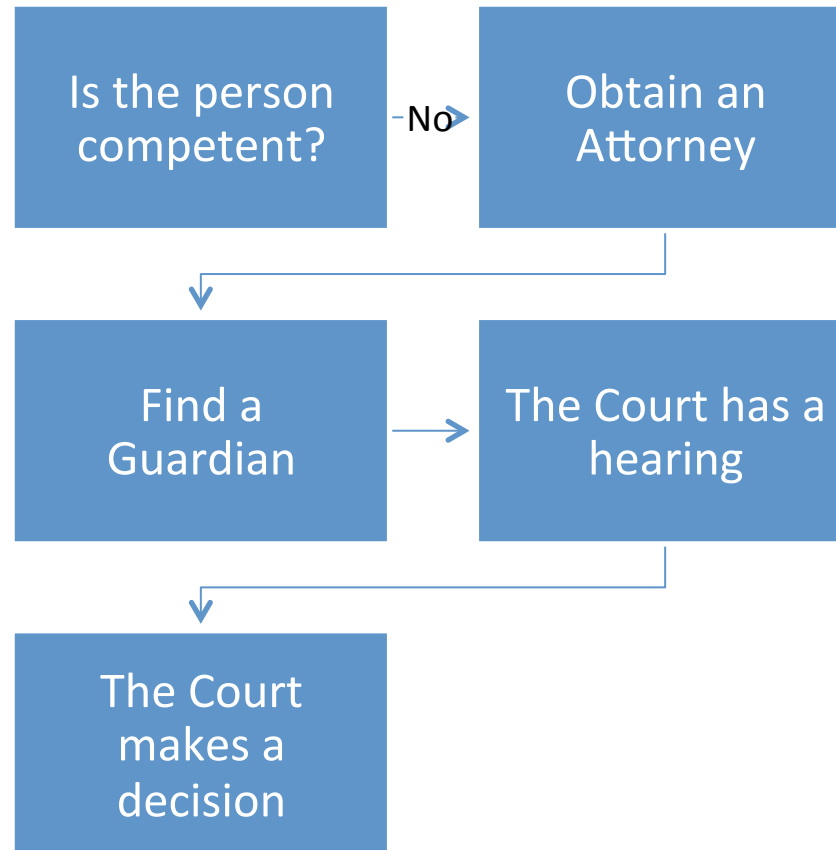 Is the person
competent?
No
Obtain an
Attorney
Find a
Guardian
The Court has a
hearing
The Court
makes a
decision